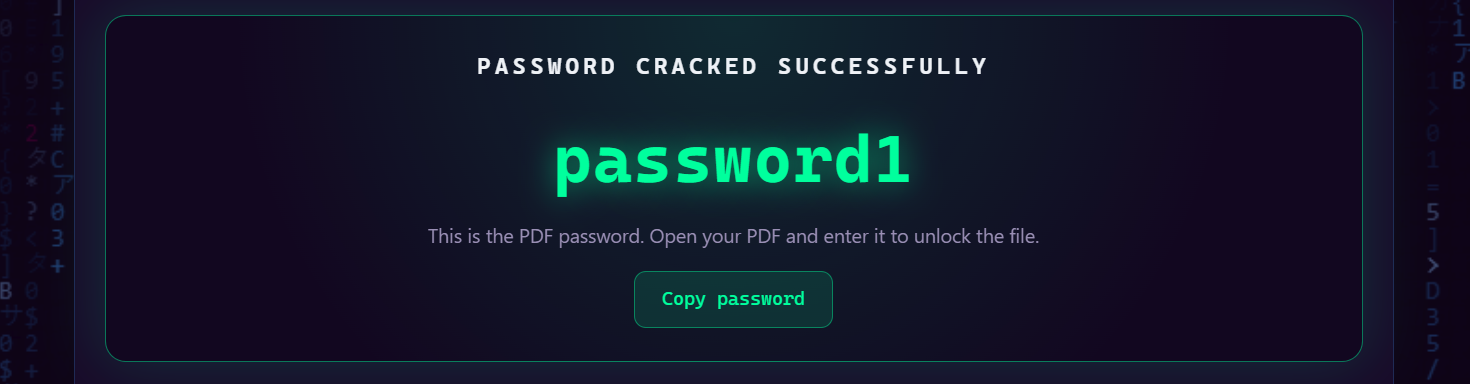 PASSWORD CRACKED SUCCESSFULLY
password1
This is the PDF password. Open your PDF and enter it to unlock the file.
Copy password